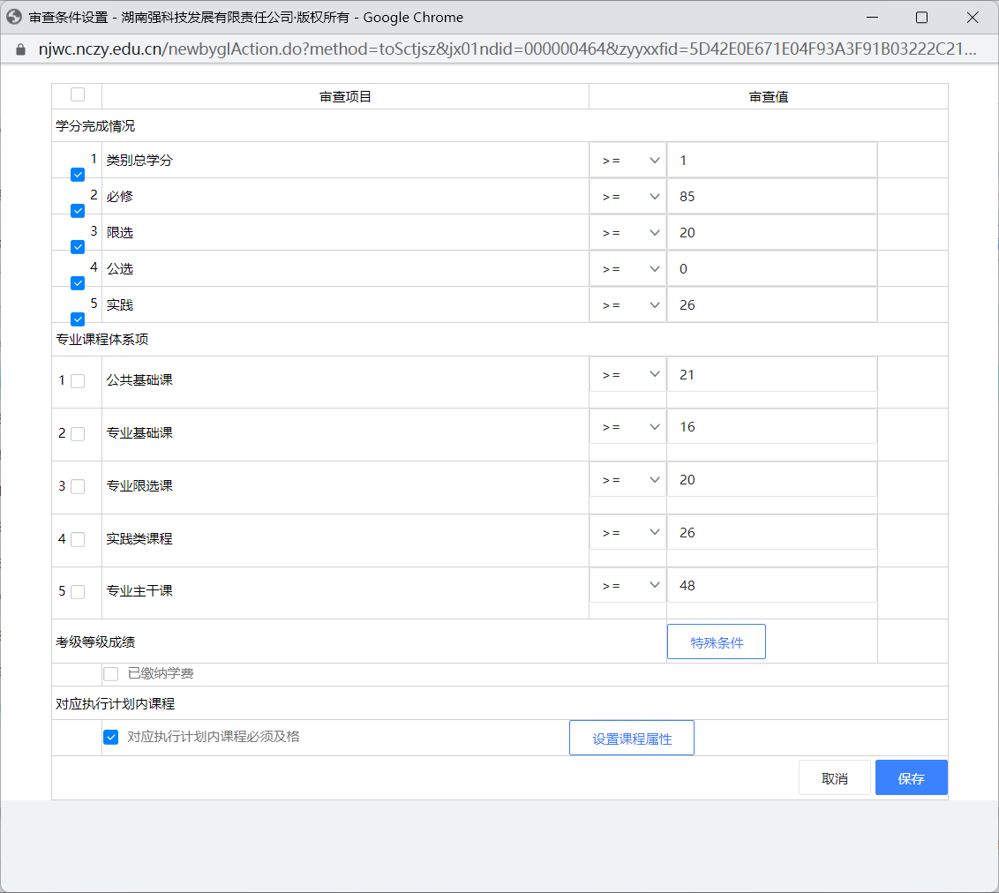 审查条件设置 - 湖南强科技发展有限责任公司·版权所有 - Google Chrome
njwc.nczy.edu.cn/newbyglAction.do?method=toSctjsz&jx01ndid=000000464&zyyxxfid=5D42E0E671E04F93A3F91B03222C21...
审查项目 审查值
学分完成情况
1 类别总学分 >= 1
2 必修 >= 85
3 限选 >= 20
4 公选 >= 0
5 实践 >= 26
专业课程体系项
1 公共基础课 >= 21
2 专业基础课 >= 16
3 专业限选课 >= 20
4 实践类课程 >= 26
5 专业主干课 >= 48
考级等级成绩 特殊条件
已缴纳学费
对应执行计划内课程
对应执行计划内课程必须及格 设置课程属性
取消 保存